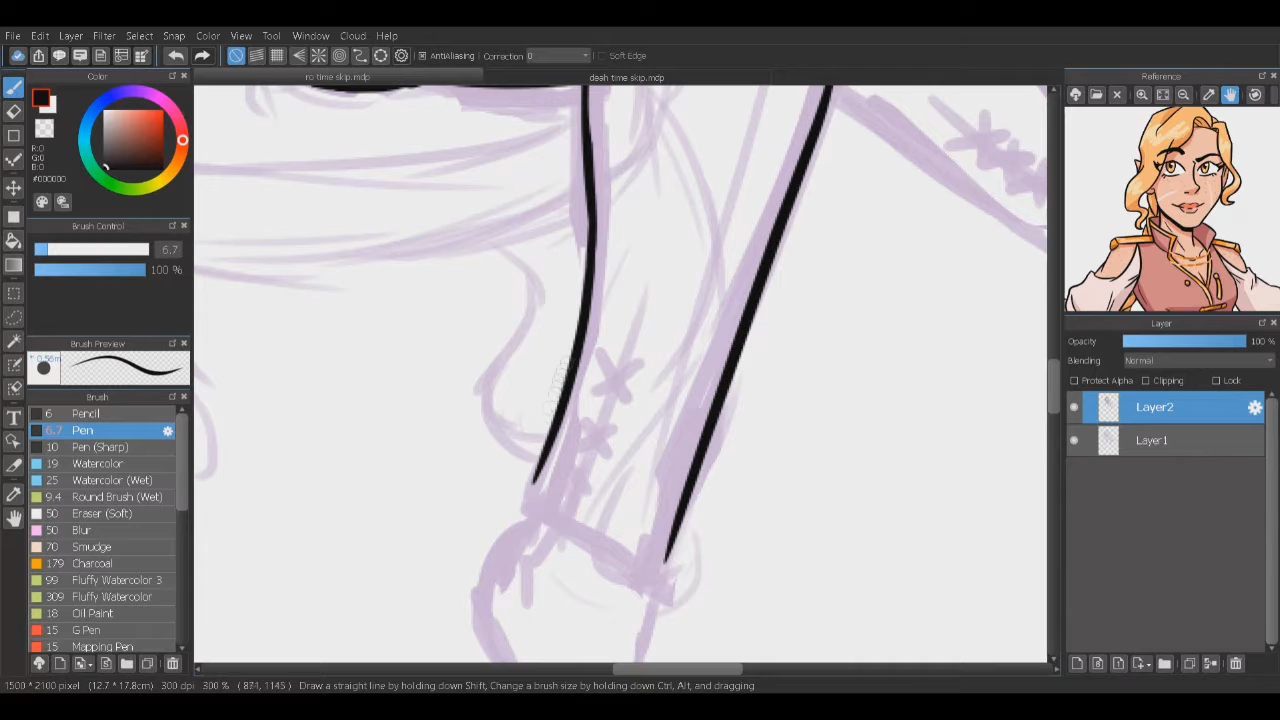 File Edit Layer Filter Select Snap Color View Tool Window Cloud Help
AntiAliasing Correction 0 Soft Edge
Color
ro time skip.mdp
deah time skip.mdp
Reference
R:0
G:0
B:0
#000000
Brush Control
6.7
100 %
Brush Preview
Brush
6 Pencil
6.7 Pen
10 Pen (Sharp)
19 Watercolor
25 Watercolor (Wet)
9.4 Round Brush (Wet)
50 Eraser (Soft)
50 Blur
70 Smudge
179 Charcoal
99 Fluffy Watercolor 3
309 Fluffy Watercolor
18 Oil Paint
15 G Pen
15 Mapping Pen
Layer
Opacity 100 %
Blending Normal
Protect Alpha Clipping Lock
Layer2
Layer1
1500 * 2100 pixel (12.7 * 17.8cm) 300 dpi 300 % ( 874, 1145 ) Draw a straight line by holding down Shift, Change a brush size by holding down Ctrl, Alt, and dragging